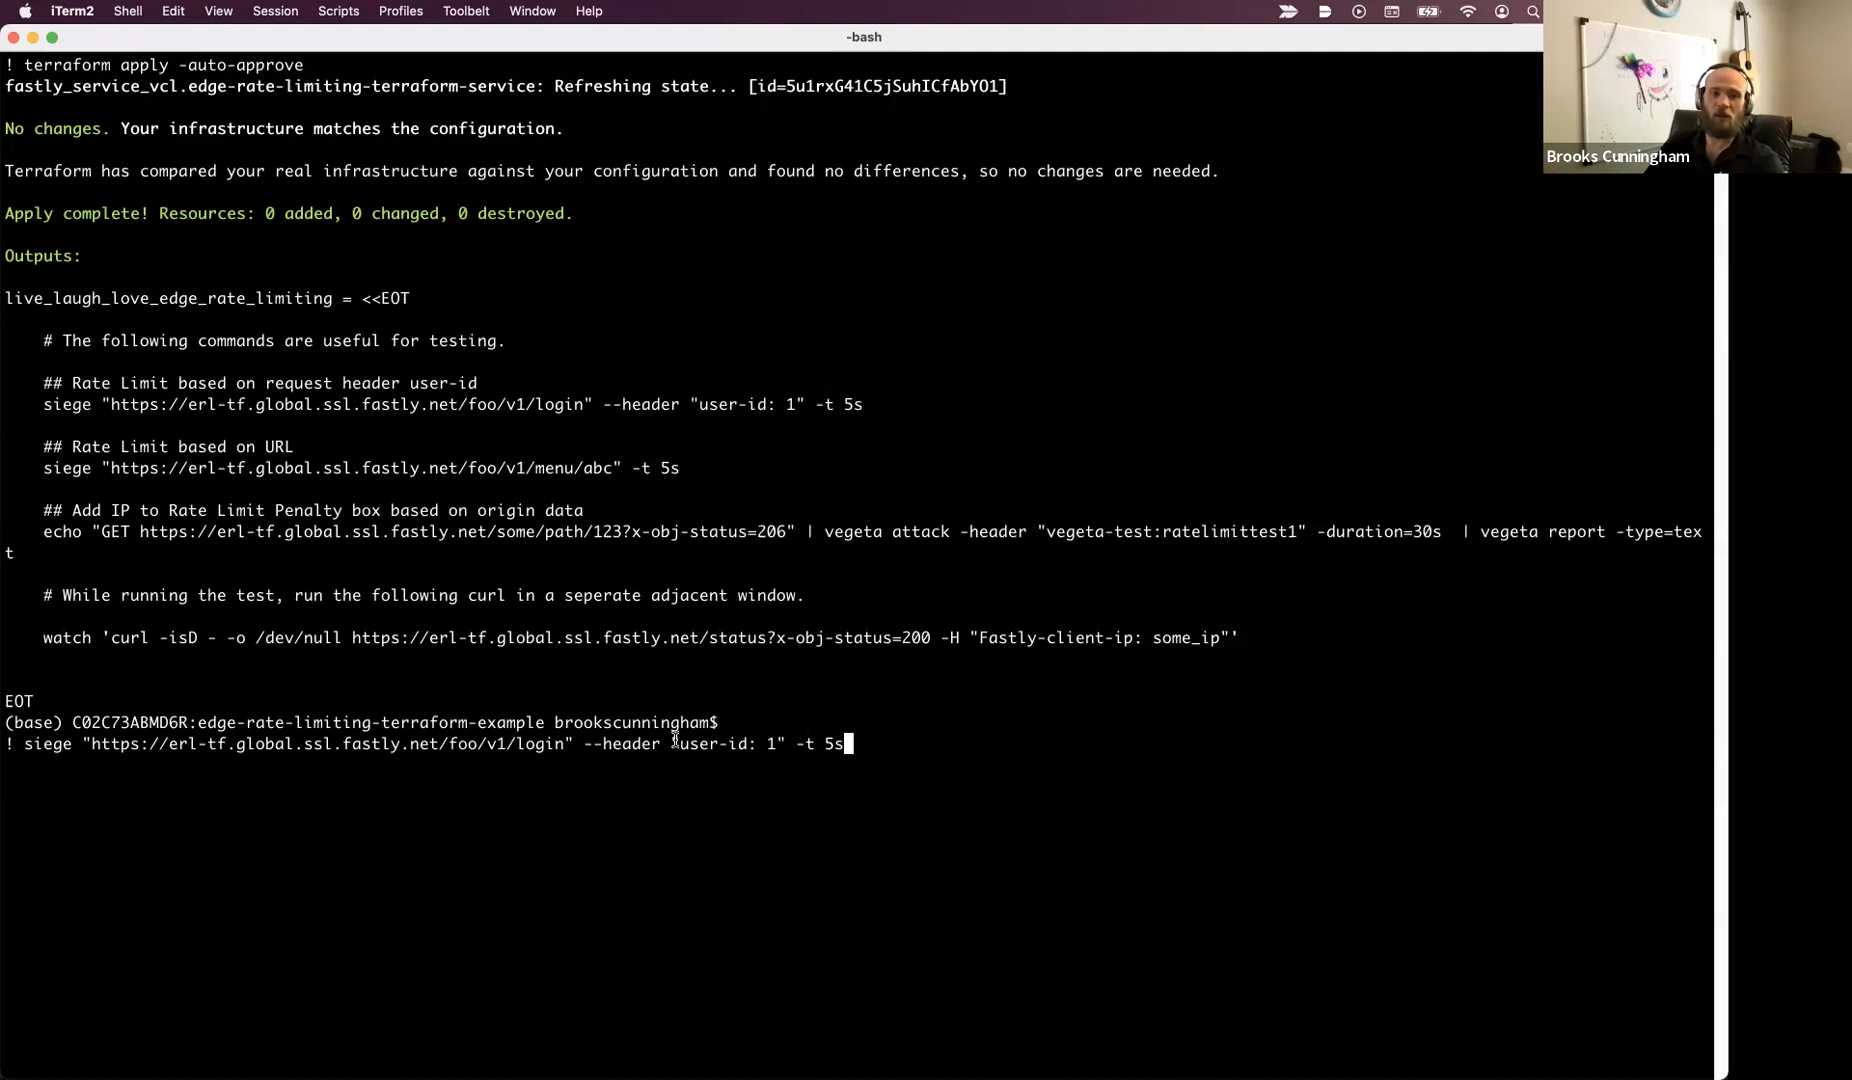 iTerm2 Shell Edit View Session Scripts Profiles Toolbelt Window Help
-bash
! terraform apply -auto-approve
fastly_service_vcl.edge-rate-limiting-terraform-service: Refreshing state... [id=5u1rxG41C5jSuhICfAbYO1]
No changes. Your infrastructure matches the configuration.
Terraform has compared your real infrastructure against your configuration and found no differences, so no changes are needed.
Apply complete! Resources: 0 added, 0 changed, 0 destroyed.
Outputs:
live_laugh_love_edge_rate_limiting = <<EOT
# The following commands are useful for testing.
## Rate Limit based on request header user-id
siege "https://erl-tf.global.ssl.fastly.net/foo/v1/login" --header "user-id: 1" -t 5s
## Rate Limit based on URL
siege "https://erl-tf.global.ssl.fastly.net/foo/v1/menu/abc" -t 5s
## Add IP to Rate Limit Penalty box based on origin data
echo "GET https://erl-tf.global.ssl.fastly.net/some/path/123?x-obj-status=206" | vegeta attack -header "vegeta-test:ratelimittest1" -duration=30s  | vegeta report -type=tex
t
# While running the test, run the following curl in a seperate adjacent window.
watch 'curl -isD - -o /dev/null https://erl-tf.global.ssl.fastly.net/status?x-obj-status=200 -H "Fastly-client-ip: some_ip"'
EOT
(base) C02C73ABMD6R:edge-rate-limiting-terraform-example brookscunningham$
! siege "https://erl-tf.global.ssl.fastly.net/foo/v1/login" --header "user-id: 1" -t 5s
Brooks Cunningham